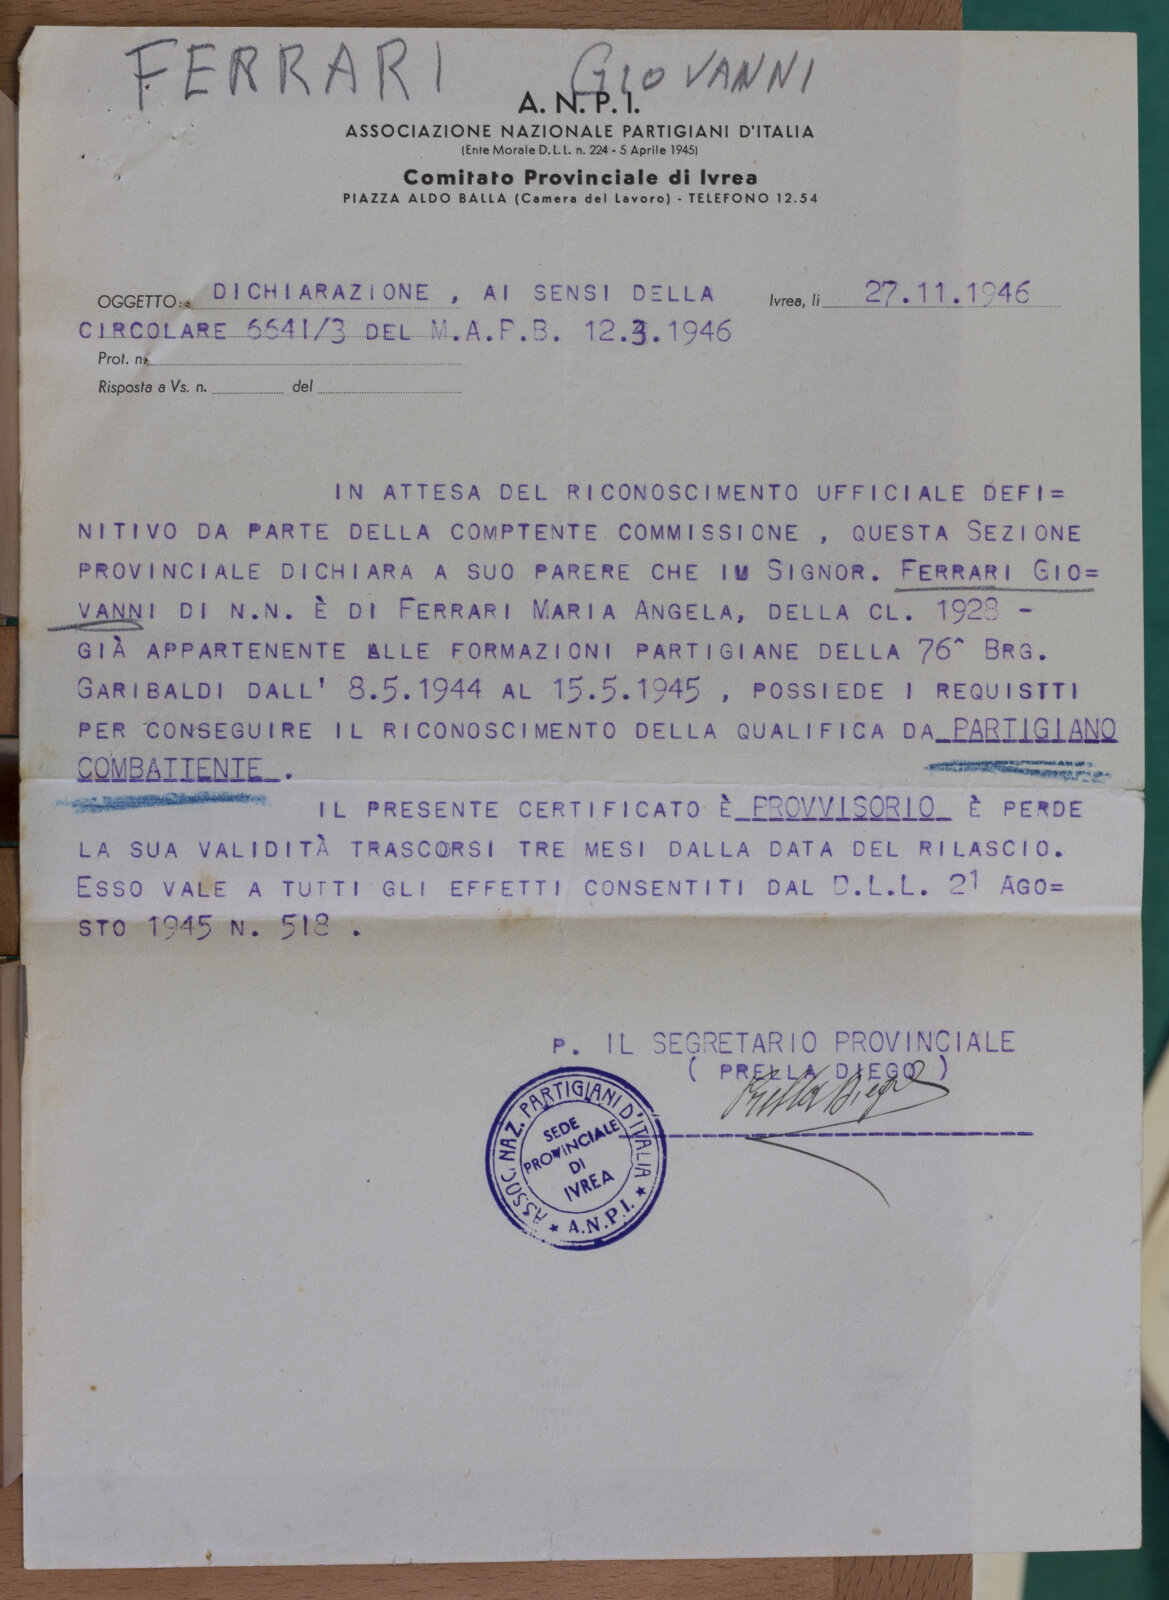 FERRARI GIOVANNI
A. N. P. I.
ASSOCIAZIONE NAZIONALE PARTIGIANI D'ITALIA
(Ente Morale D. L. L. n. 224 - 5 Aprile 1945)
Comitato Provinciale di Ivrea
PIAZZA ALDO BALLA (Camera del Lavoro) - TELEFONO 12.54
OGGETTO: DICHIARAZIONE , AI SENSI DELLA
Ivrea, li 27.11.1946
CIRCOLARE 6641/3 DEL M.A.P.B. 12.3.1946
Prot. n.
Risposta a Vs. n. del
IN ATTESA DEL RICONOSCIMENTO UFFICIALE DEFI=
NITIVO DA PARTE DELLA COMPTENTE COMMISSIONE , QUESTA SEZIONE
PROVINCIALE DICHIARA A SUO PARERE CHE IL SIGNOR. FERRARI GIO=
VANNI DI N.N. È DI FERRARI MARIA ANGELA, DELLA CL. 1928 -
GIÀ APPARTENENTE ALLE FORMAZIONI PARTIGIANE DELLA 76^ BRG.
GARIBALDI DALL' 8.5.1944 AL 15.5.1945 , POSSIEDE I REQUISTTI
PER CONSEGUIRE IL RICONOSCIMENTO DELLA QUALIFICA DA PARTIGIANO
COMBATTENTE .
IL PRESENTE CERTIFICATO È PROVVISORIO È PERDE
LA SUA VALIDITÀ TRASCORSI TRE MESI DALLA DATA DEL RILASCIO.
ESSO VALE A TUTTI GLI EFFETTI CONSENTITI DAL D.L.L. 21 AGO=
STO 1945 N. 518 .
P. IL SEGRETARIO PROVINCIALE
( PRELLA DIEGO )
Prella Diego
ASSOC. NAZ. PARTIGIANI D'ITALIA
SEDE
PROVINCIALE
DI
IVREA
★ A.N.P.I. ★